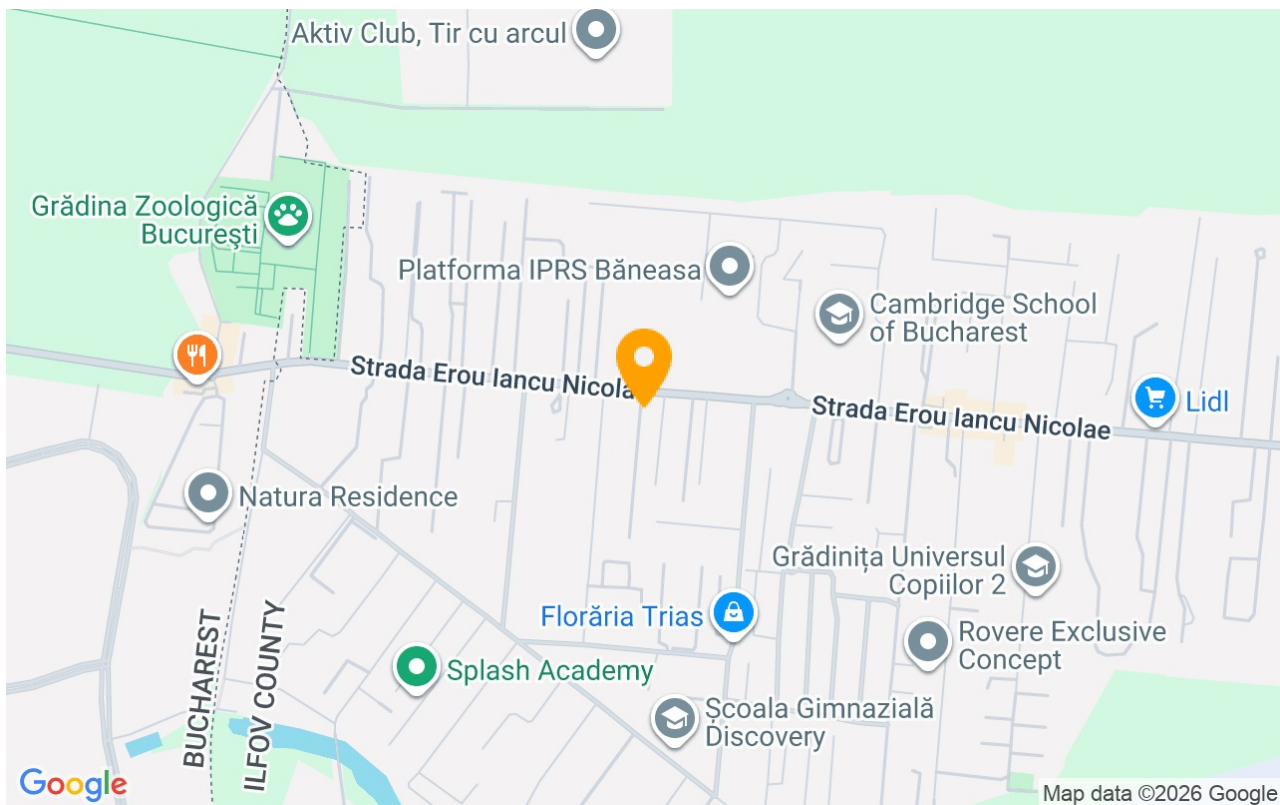 Aktiv Club, Tir cu arcul
Grădina Zoologică
București
Platforma IPRS Băneasa
Cambridge School
of Bucharest
Strada Erou Iancu Nicolae
Strada Erou Iancu Nicolae
Lidl
Natura Residence
Grădinița Universul
Copiilor 2
Florăria Trias
Rovere Exclusive
Concept
Splash Academy
Școala Gimnazială
Discovery
BUCHAREST
ILFOV COUNTY
Google
Map data ©2026 Google